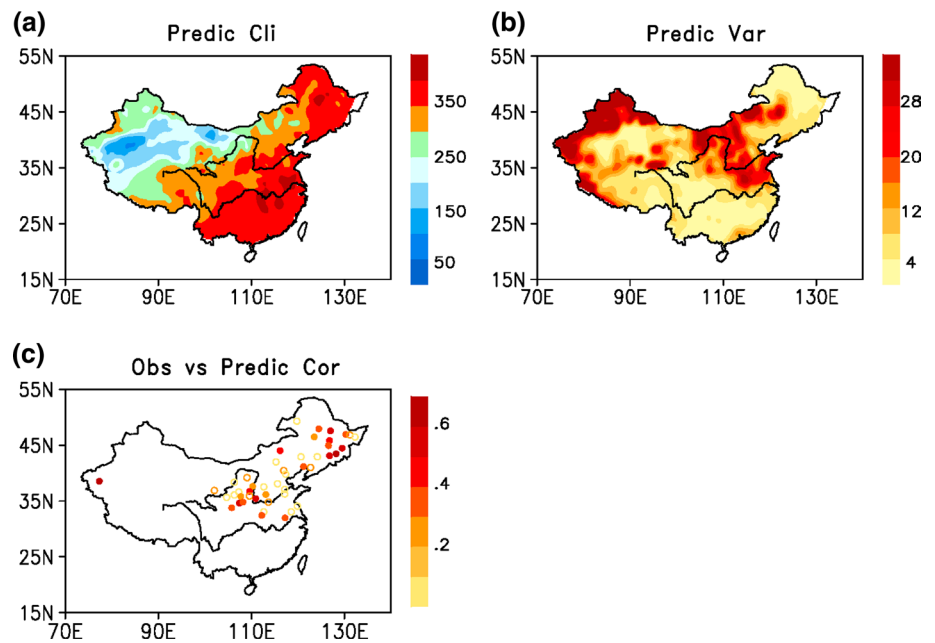 (a)
Predic Cli
55N
45N
35N
25N
15N
70E 90E 110E 130E
350
250
150
50
(b)
Predic Var
55N
45N
35N
25N
15N
70E 90E 110E 130E
28
20
12
4
(c)
Obs vs Predic Cor
55N
45N
35N
25N
15N
70E 90E 110E 130E
.6
.4
.2